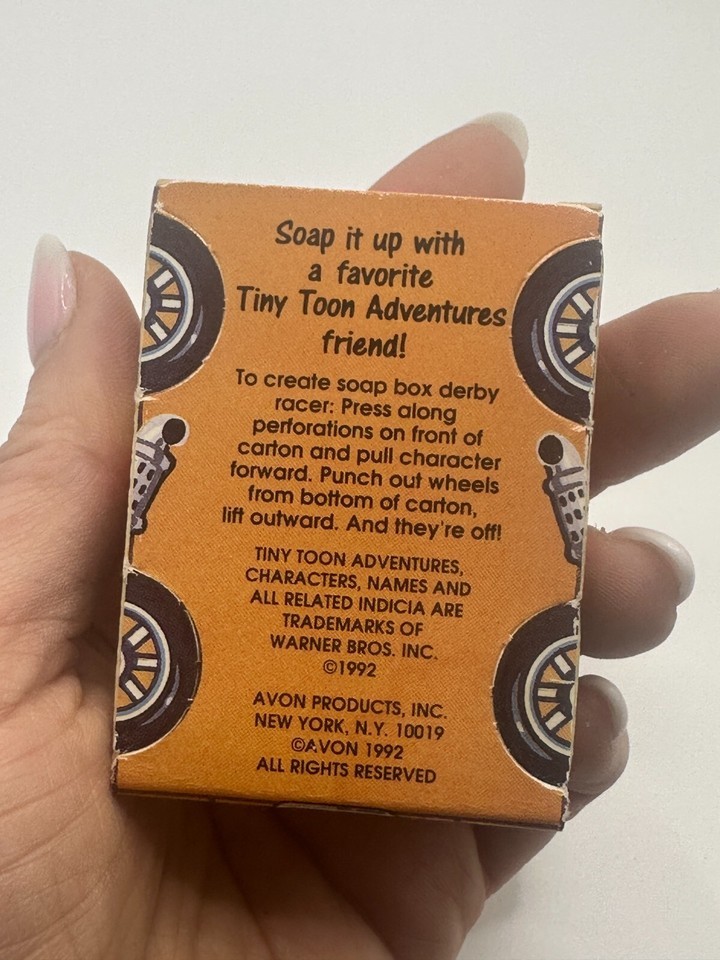 Soap it up with
a favorite
Tiny Toon Adventures
friend!
To create soap box derby
racer: Press along
perforations on front of
carton and pull character
forward. Punch out wheels
from bottom of carton,
lift outward. And they're off!
TINY TOON ADVENTURES,
CHARACTERS, NAMES AND
ALL RELATED INDICIA ARE
TRADEMARKS OF
WARNER BROS. INC.
©1992
AVON PRODUCTS, INC.
NEW YORK, N.Y. 10019
©AVON 1992
ALL RIGHTS RESERVED